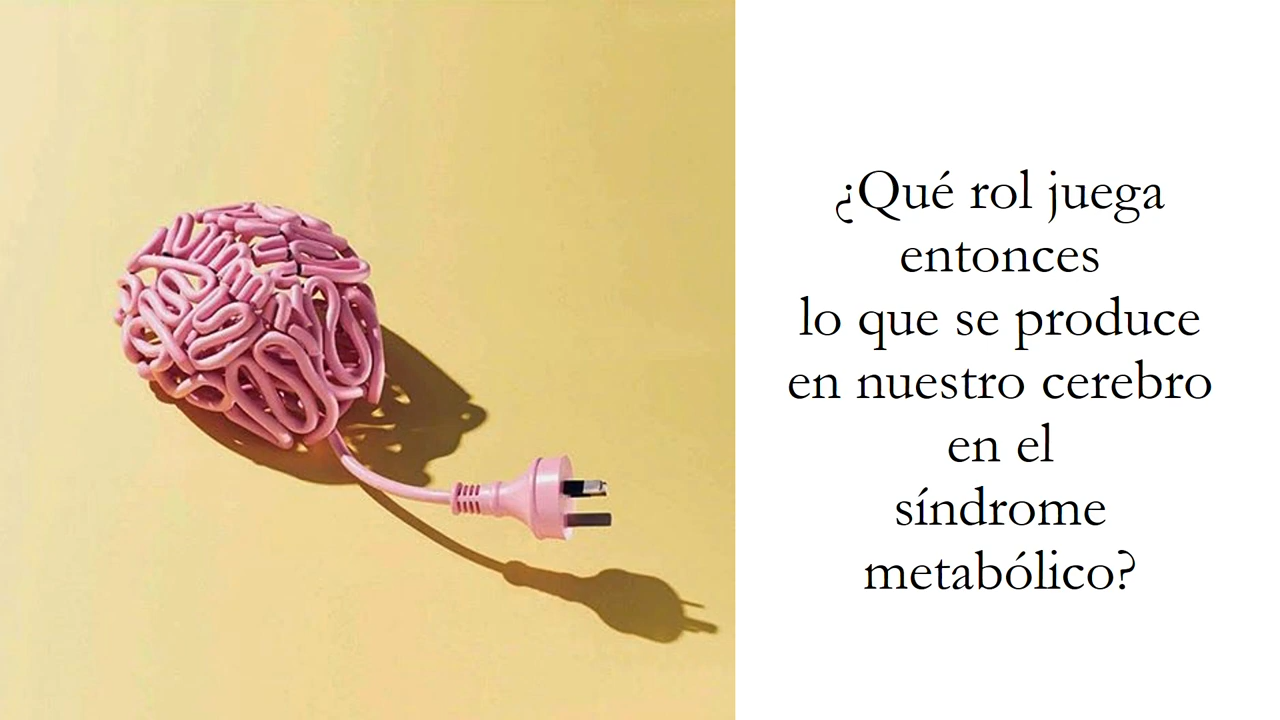 ¿Qué rol juega
entonces
lo que se produce
en nuestro cerebro
en el
síndrome
metabólico?